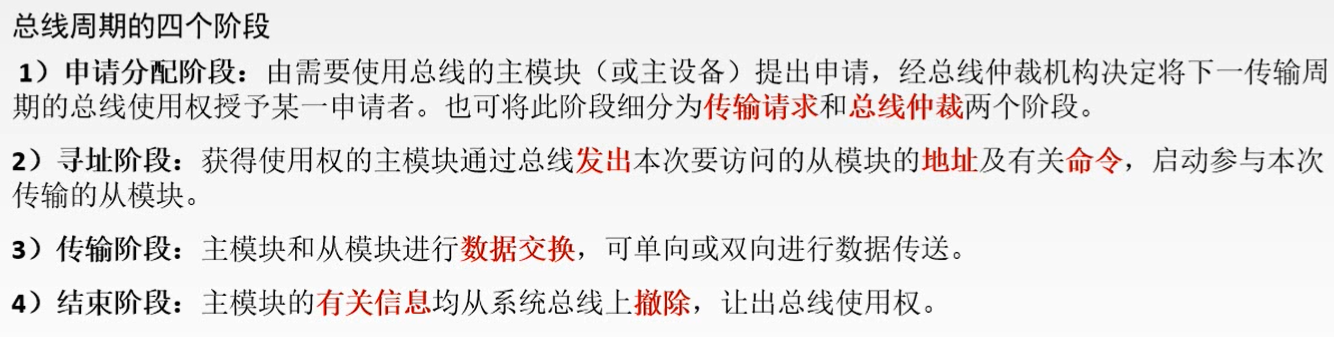 总线周期的四个阶段
1）申请分配阶段：由需要使用总线的主模块（或主设备）提出申请，经总线仲裁机构决定将下一传输周
期的总线使用权授予某一申请者。也可将此阶段细分为传输请求和总线仲裁两个阶段。
2）寻址阶段：获得使用权的主模块通过总线发出本次要访问的从模块的地址及有关命令，启动参与本次
传输的从模块。
3）传输阶段：主模块和从模块进行数据交换，可单向或双向进行数据传送。
4）结束阶段：主模块的有关信息均从系统总线上撤除，让出总线使用权。